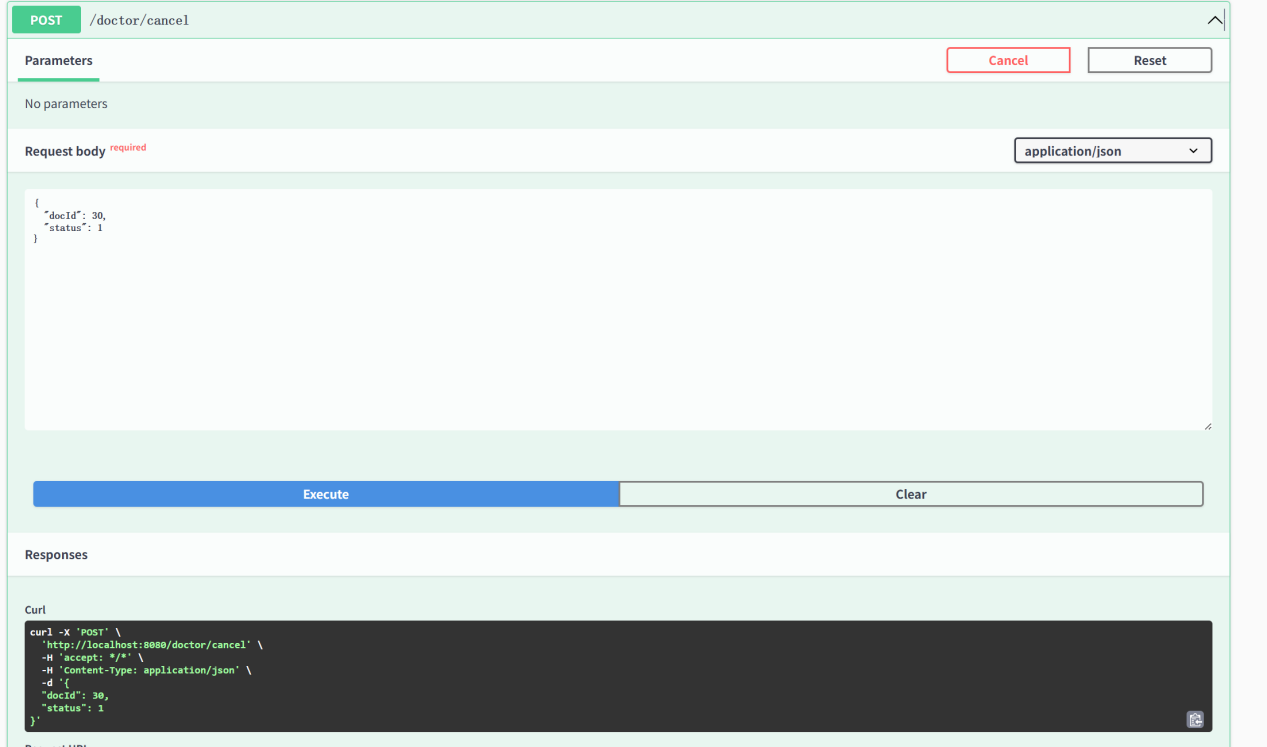 POST /doctor/cancel
Parameters
Cancel
Reset
No parameters
Request body required
application/json
{
"docId": 30,
"status": 1
}
Execute
Clear
Responses
Curl
curl -X 'POST' \
'http://localhost:8080/doctor/cancel' \
-H 'accept: */*' \
-H 'Content-Type: application/json' \
-d '{
"docId": 30,
"status": 1
}'